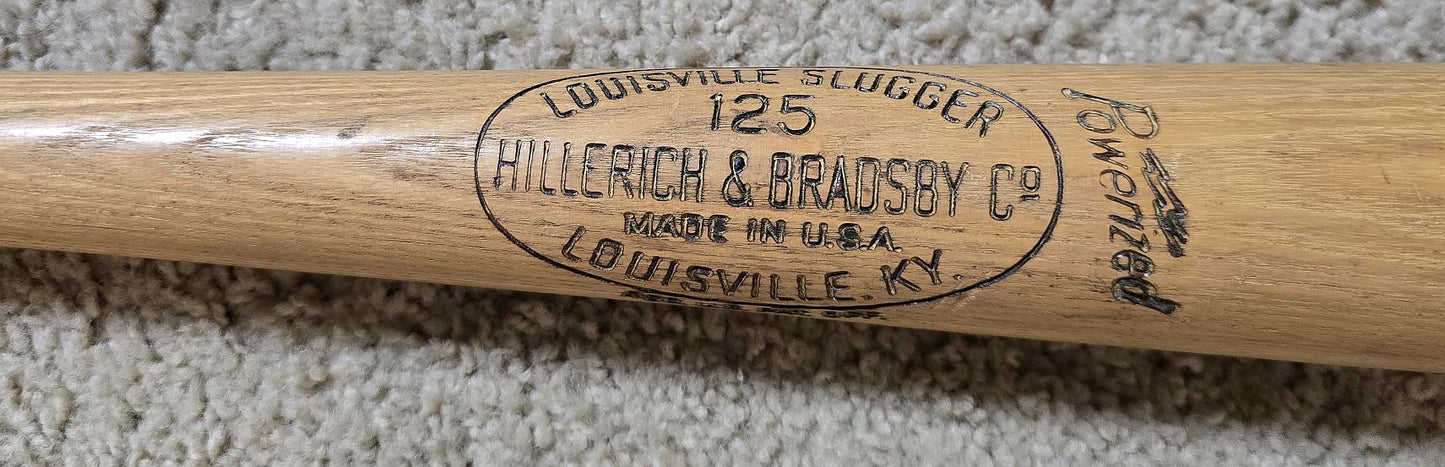 LOUISVILLE SLUGGER
125
HILLERICH & BRADSBY CO
MADE IN U.S.A.
LOUISVILLE. KY.
Powerized